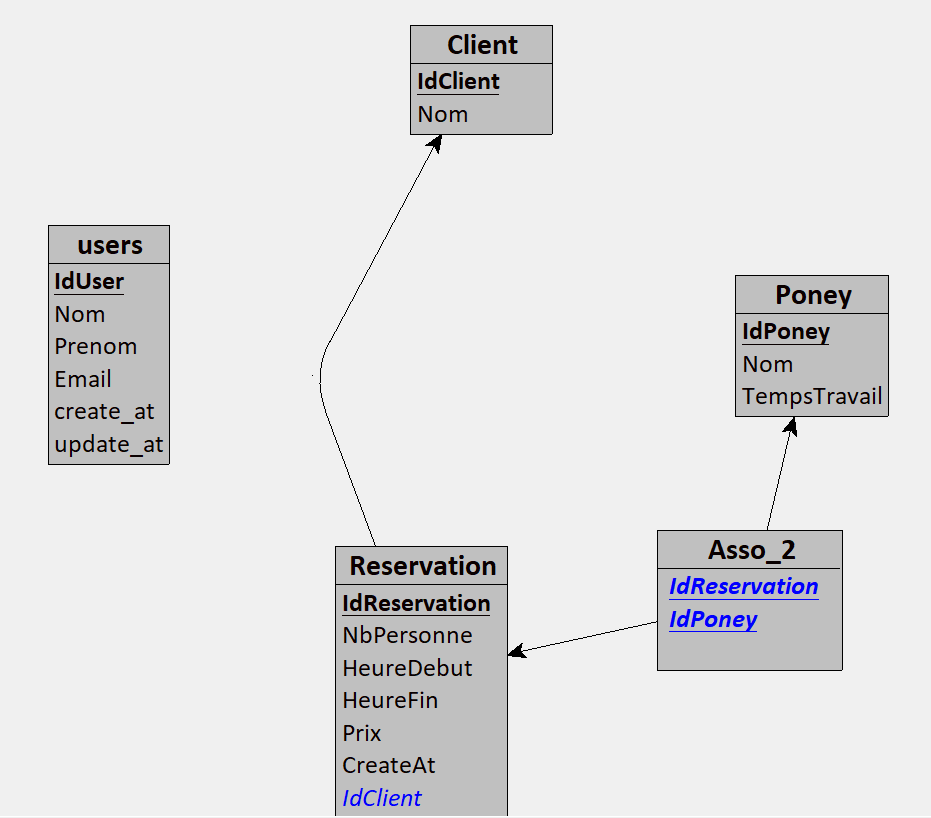 Client
IdClient
Nom
users
IdUser
Nom
Prenom
Email
create_at
update_at
Poney
IdPoney
Nom
TempsTravail
Reservation
IdReservation
NbPersonne
HeureDebut
HeureFin
Prix
CreateAt
IdClient
Asso_2
IdReservation
IdPoney